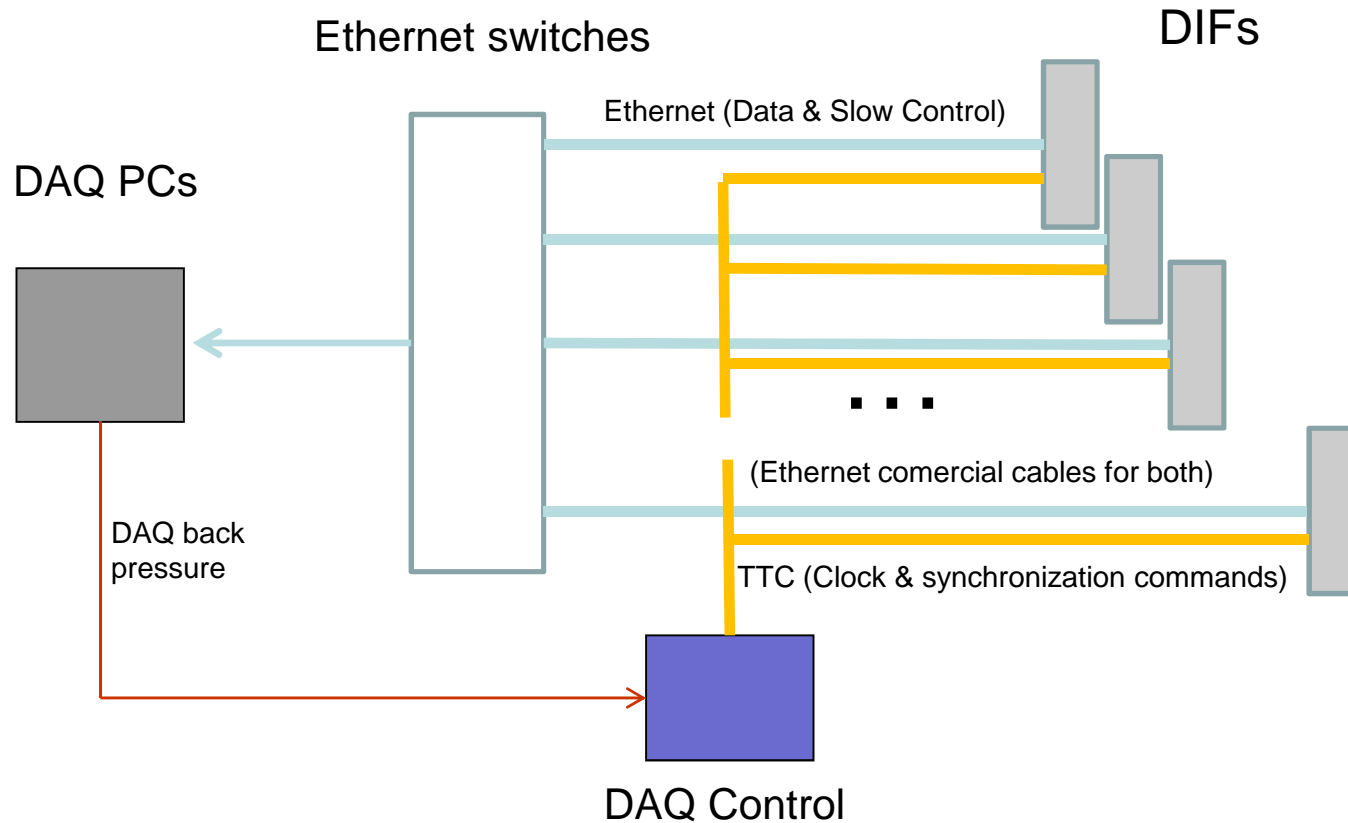 Ethernet switches
DIFs
Ethernet (Data & Slow Control)
DAQ PCs
. . .
(Ethernet comercial cables for both)
DAQ back
pressure
TTC (Clock & synchronization commands)
DAQ Control